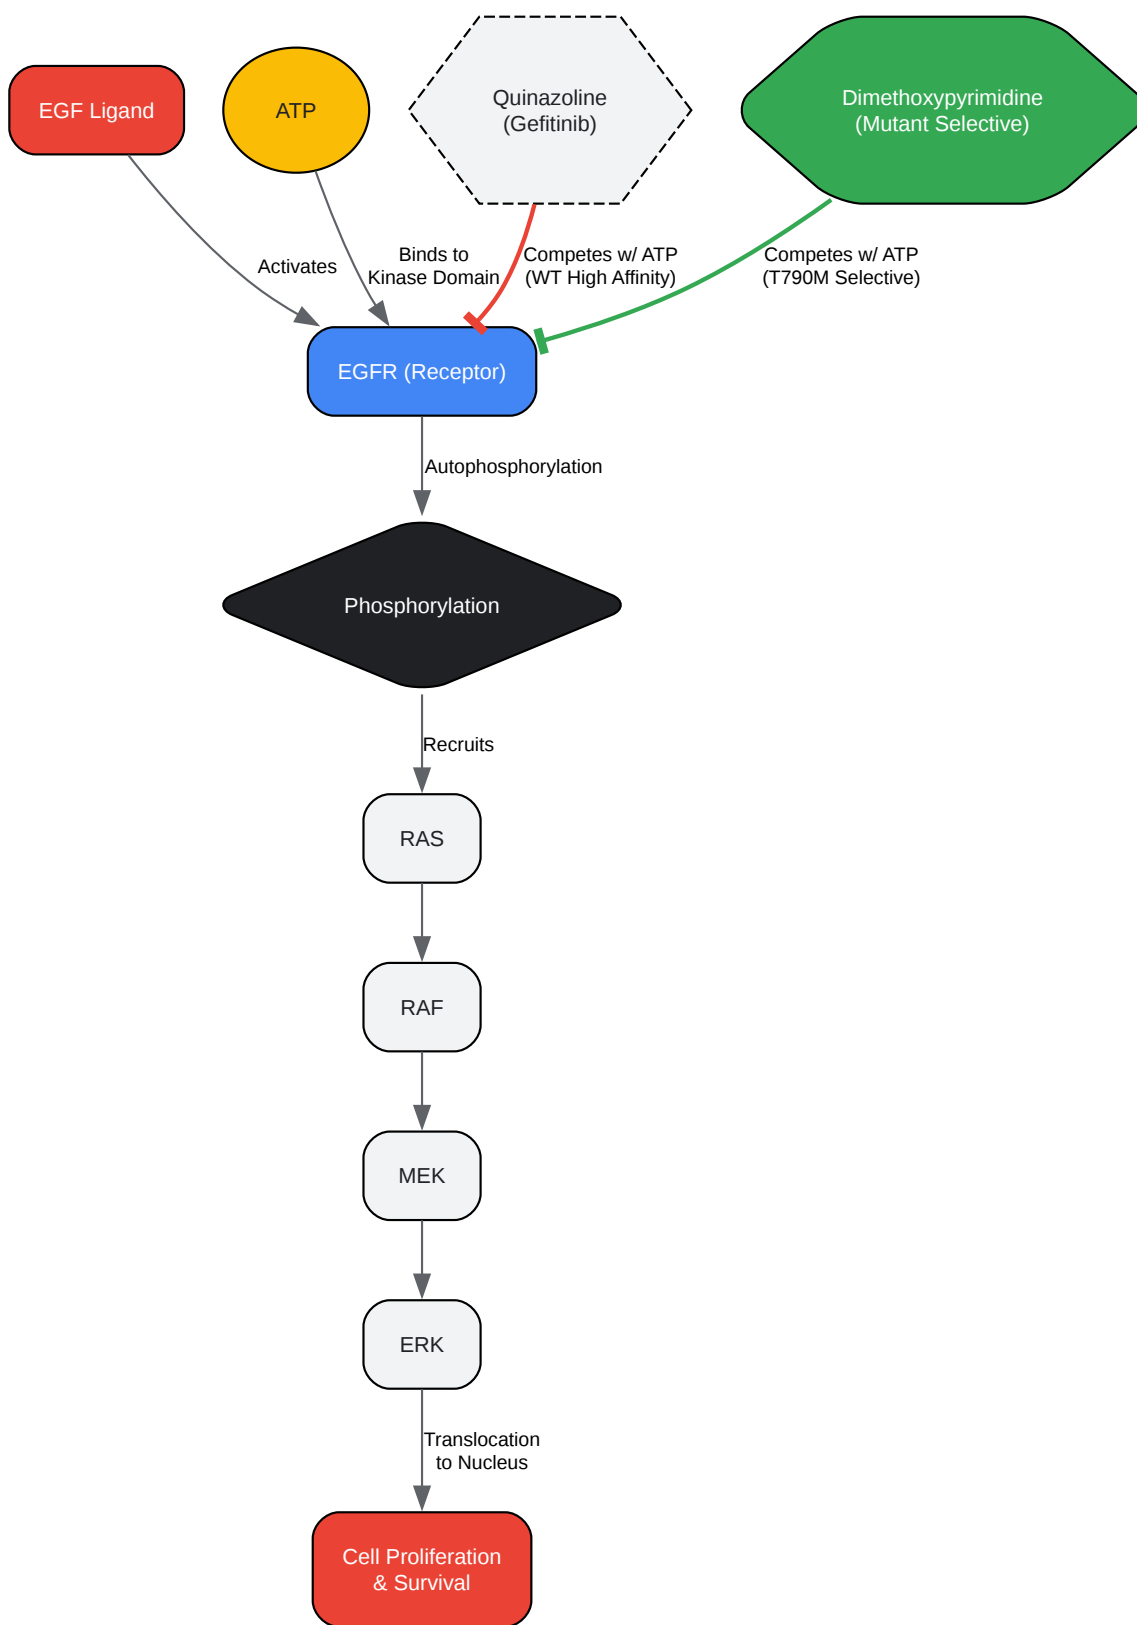 EGF Ligand
ATP
Quinazoline
(Gefitinib)
Dimethoxypyrimidine
(Mutant Selective)
Activates
Binds to
Kinase Domain
Competes w/ ATP
(WT High Affinity)
Competes w/ ATP
(T790M Selective)
EGFR (Receptor)
Autophosphorylation
Phosphorylation
Recruits
RAS
RAF
MEK
ERK
Translocation
to Nucleus
Cell Proliferation
& Survival